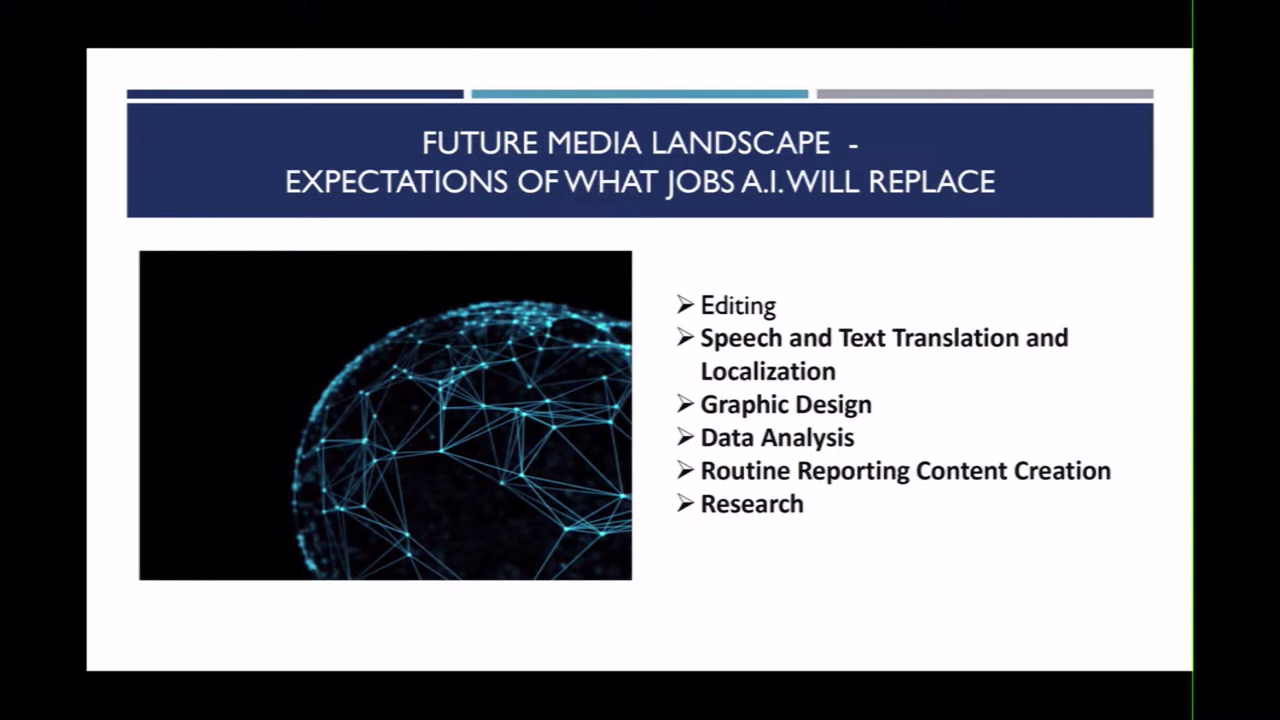 FUTURE MEDIA LANDSCAPE -
EXPECTATIONS OF WHAT JOBS A.I. WILL REPLACE
➢ Editing
➢ Speech and Text Translation and
Localization
➢ Graphic Design
➢ Data Analysis
➢ Routine Reporting Content Creation
➢ Research